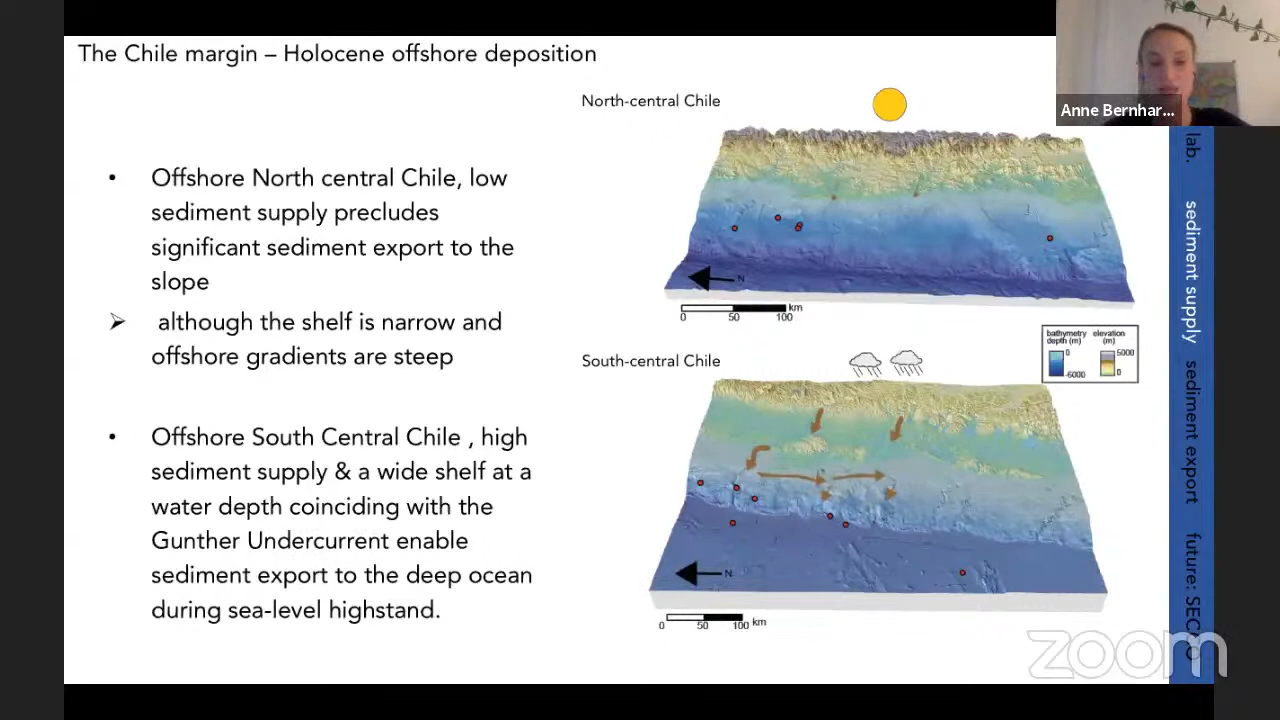 The Chile margin – Holocene offshore deposition
North-central Chile
Anne Bernhar...
• Offshore North central Chile, low
sediment supply precludes
significant sediment export to the
slope
➢ although the shelf is narrow and
offshore gradients are steep
N
km
0 50 100
bathymetry depth (m)
0
-6000
elevation (m)
5000
0
South-central Chile
• Offshore South Central Chile , high
sediment supply & a wide shelf at a
water depth coinciding with the
Gunther Undercurrent enable
sediment export to the deep ocean
during sea-level highstand.
N
0 50 100 km
lab. sediment supply sediment export future:
zoom